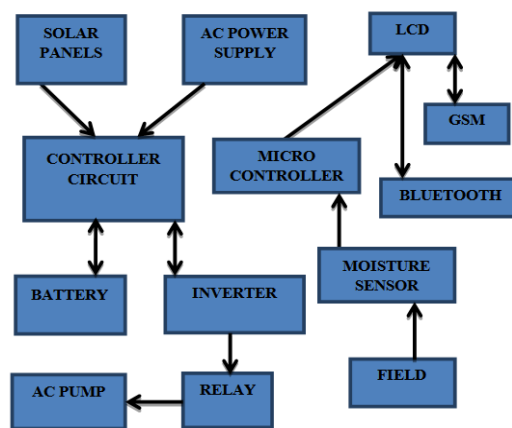 SOLAR
PANELS
AC POWER
SUPPLY
LCD
GSM
CONTROLLER
CIRCUIT
MICRO
CONTROLLER
BLUETOOTH
BATTERY
INVERTER
MOISTURE
SENSOR
AC PUMP
RELAY
FIELD